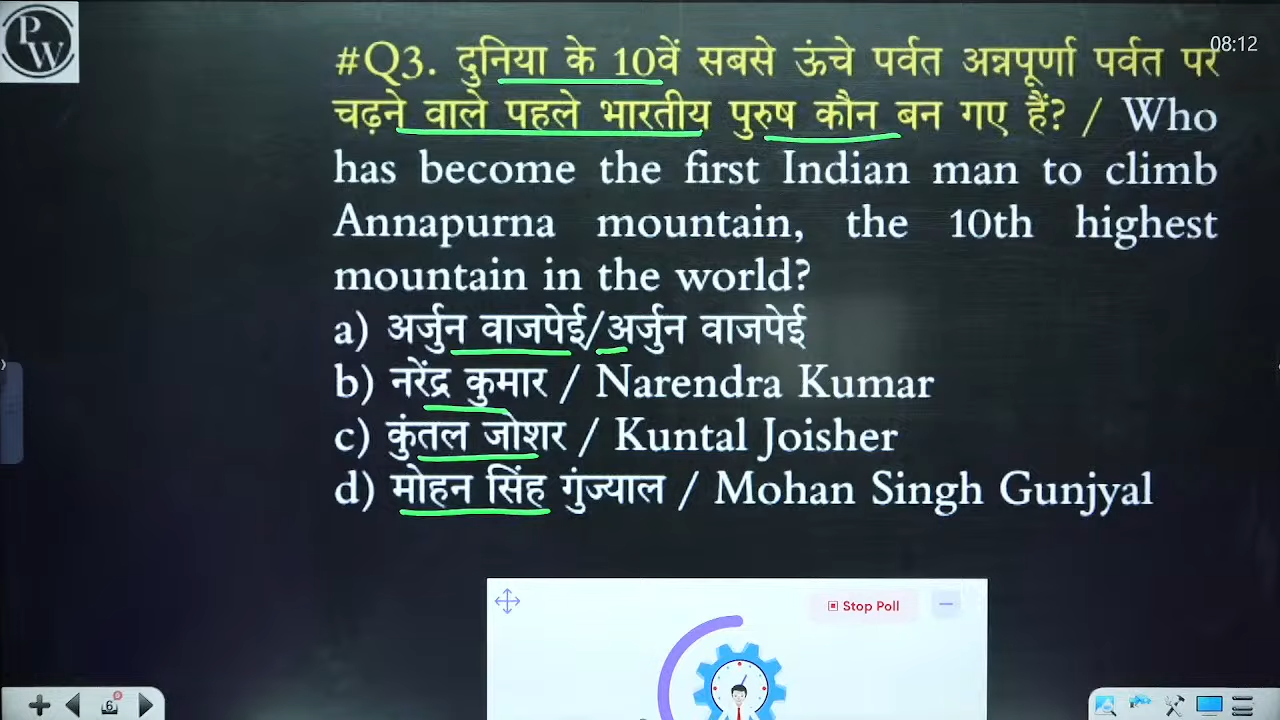 PW
08:12
#Q3. दुनिया के 10वें सबसे ऊंचे पर्वत अन्नपूर्णा पर्वत पर
चढ़ने वाले पहले भारतीय पुरुष कौन बन गए हैं? / Who
has become the first Indian man to climb
Annapurna mountain, the 10th highest
mountain in the world?
a) अर्जुन वाजपेई/अर्जुन वाजपेई
b) नरेंद्र कुमार / Narendra Kumar
c) कुंतल जोशर / Kuntal Joisher
d) मोहन सिंह गुंज्याल / Mohan Singh Gunjyal
Stop Poll
6